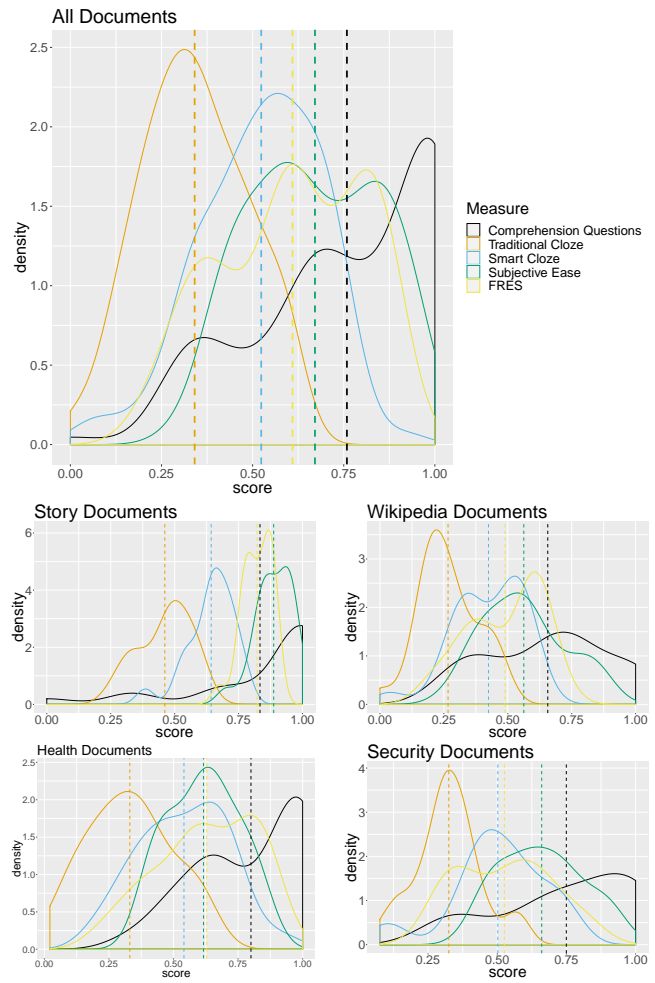 All Documents
2.5
2.0
1.5
1.0
0.5
0.0
density
0.00 0.25 0.50 0.75 1.00
score
Measure
Comprehension Questions
Traditional Cloze
Smart Cloze
Subjective Ease
FRES
Story Documents
6
4
2
0
density
0.00 0.25 0.50 0.75 1.00
score
Wikipedia Documents
3
2
1
0
density
0.00 0.25 0.50 0.75 1.00
score
Health Documents
2.5
2.0
1.5
1.0
0.5
0.0
density
0.00 0.25 0.50 0.75 1.00
score
Security Documents
4
3
2
1
0
density
0.25 0.50 0.75 1.00
score